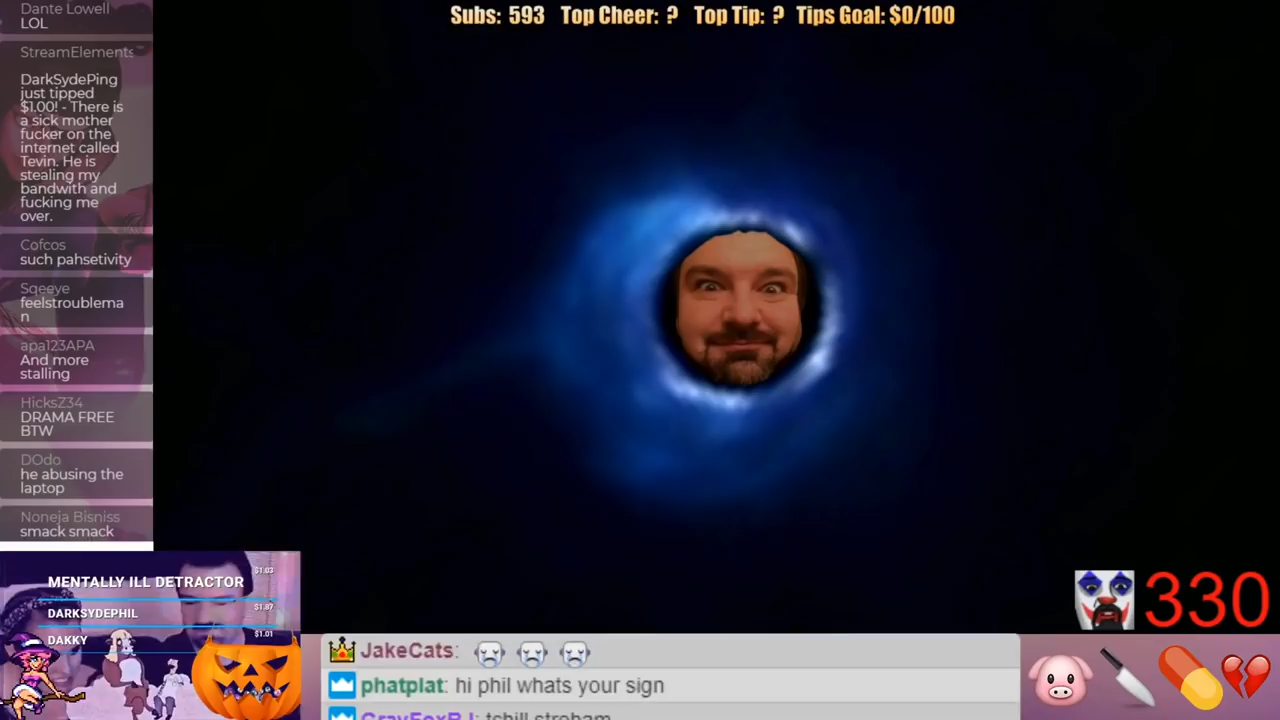 Subs: 593 Top Cheer: ? Top Tip: ? Tips Goal: $0/100
Dante Lowell
LOL
StreamElements
DarkSydePing
just tipped
$1.00! - There is
a sick mother
fucker on the
internet called
Tevin. He is
stealing my
bandwith and
fucking me
over.
Cofcos
such pahsetivity
Sqeeye
feelstroublema
n
apa123APA
And more
stalling
HicksZ34
DRAMA FREE
BTW
DOdo
he abusing the
laptop
Noneja Bisniss
smack smack
MENTALLY ILL DETRACTOR $1.03
DARKSYDEPHIL $1.87
DAKKY $1.01
330
JakeCats:
phatplat: hi phil whats your sign